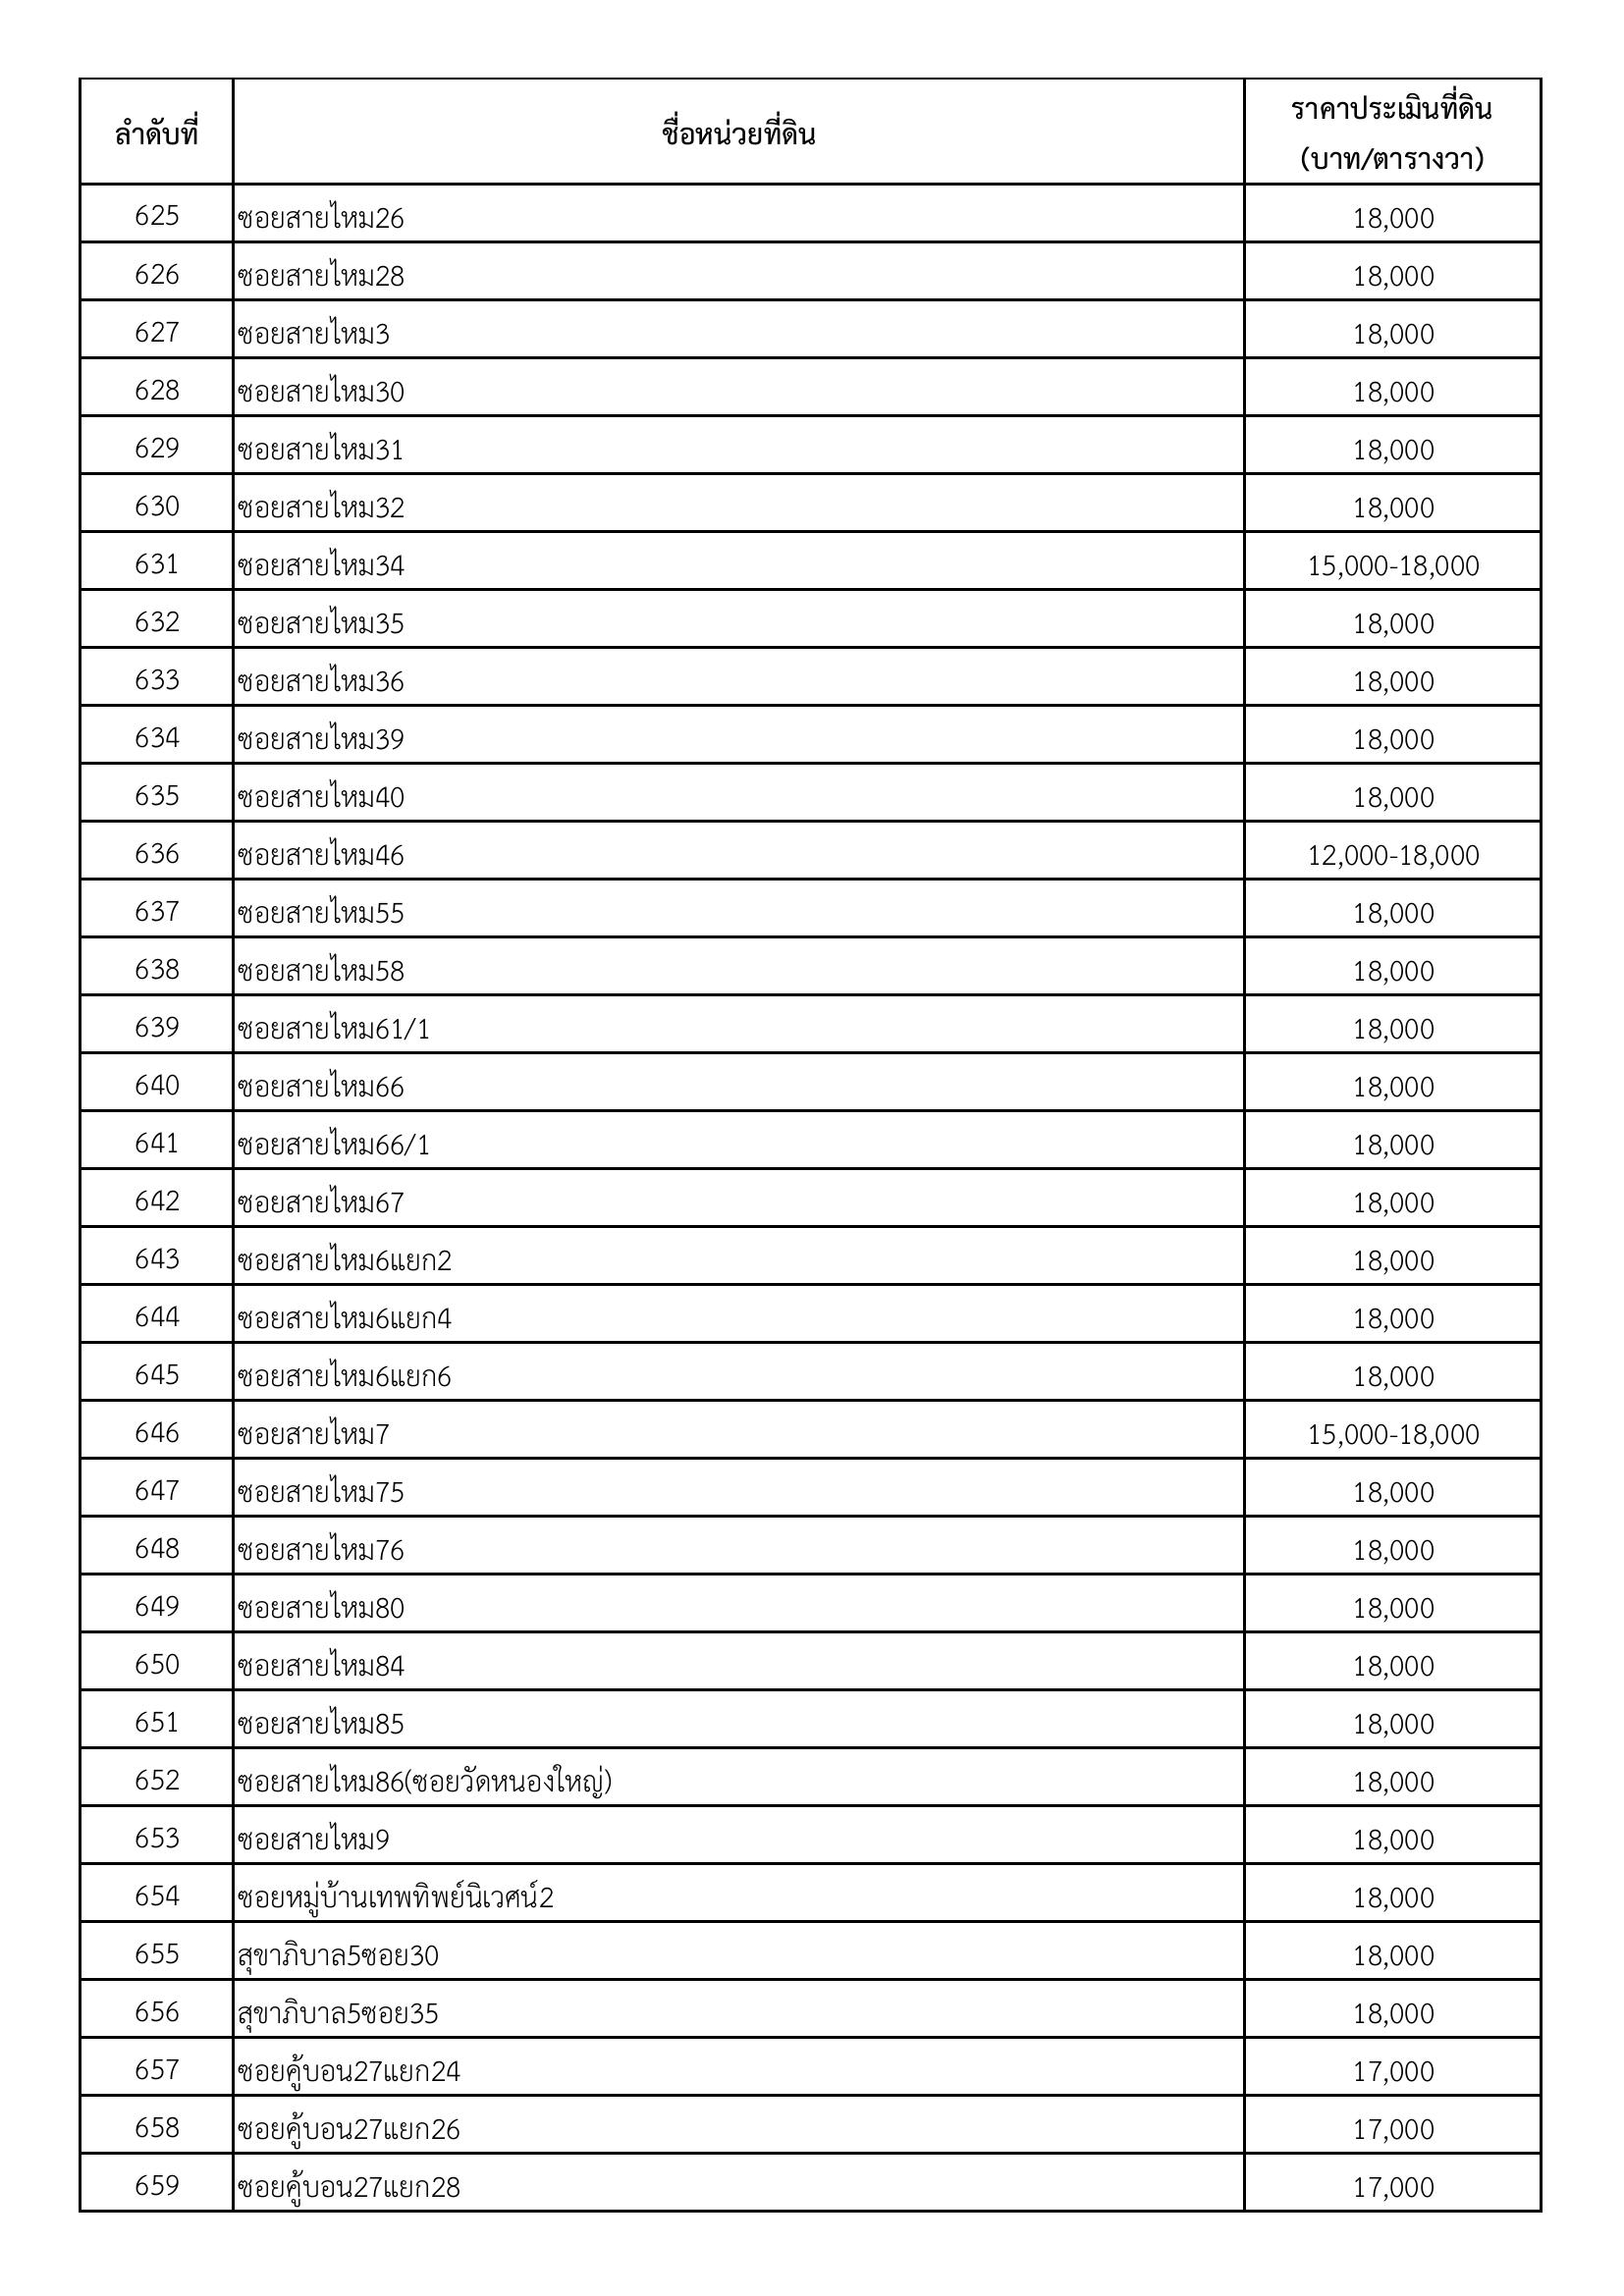 ลำดับที่ ชื่อหน่วยที่ดิน ราคาประเมินที่ดิน
(บาท/ตารางวา)
625 ซอยสายไหม26 18,000
626 ซอยสายไหม28 18,000
627 ซอยสายไหม3 18,000
628 ซอยสายไหม30 18,000
629 ซอยสายไหม31 18,000
630 ซอยสายไหม32 18,000
631 ซอยสายไหม34 15,000-18,000
632 ซอยสายไหม35 18,000
633 ซอยสายไหม36 18,000
634 ซอยสายไหม39 18,000
635 ซอยสายไหม40 18,000
636 ซอยสายไหม46 12,000-18,000
637 ซอยสายไหม55 18,000
638 ซอยสายไหม58 18,000
639 ซอยสายไหม61/1 18,000
640 ซอยสายไหม66 18,000
641 ซอยสายไหม66/1 18,000
642 ซอยสายไหม67 18,000
643 ซอยสายไหม6แยก2 18,000
644 ซอยสายไหม6แยก4 18,000
645 ซอยสายไหม6แยก6 18,000
646 ซอยสายไหม7 15,000-18,000
647 ซอยสายไหม75 18,000
648 ซอยสายไหม76 18,000
649 ซอยสายไหม80 18,000
650 ซอยสายไหม84 18,000
651 ซอยสายไหม85 18,000
652 ซอยสายไหม86(ซอยวัดหนองใหญ่) 18,000
653 ซอยสายไหม9 18,000
654 ซอยหมู่บ้านเทพทิพย์นิเวศน์2 18,000
655 สุขาภิบาล5ซอย30 18,000
656 สุขาภิบาล5ซอย35 18,000
657 ซอยคู้บอน27แยก24 17,000
658 ซอยคู้บอน27แยก26 17,000
659 ซอยคู้บอน27แยก28 17,000